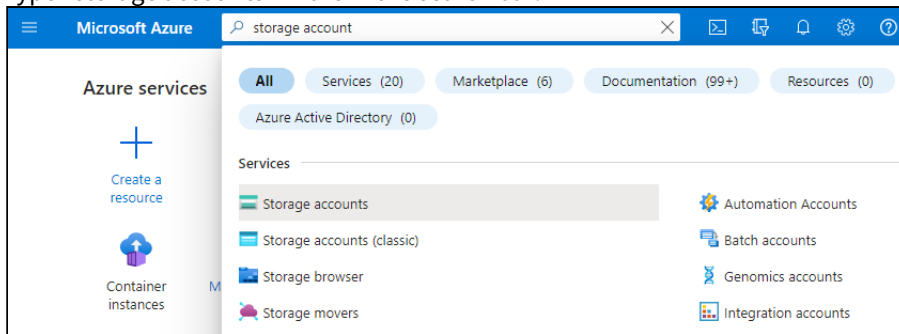 Microsoft Azure
storage account
All
Services (20)
Marketplace (6)
Documentation (99+)
Resources (0)
Azure Active Directory (0)
Azure services
Create a
resource
Container
instances
M
Services
Storage accounts
Storage accounts (classic)
Storage browser
Storage movers
Automation Accounts
Batch accounts
Genomics accounts
Integration accounts